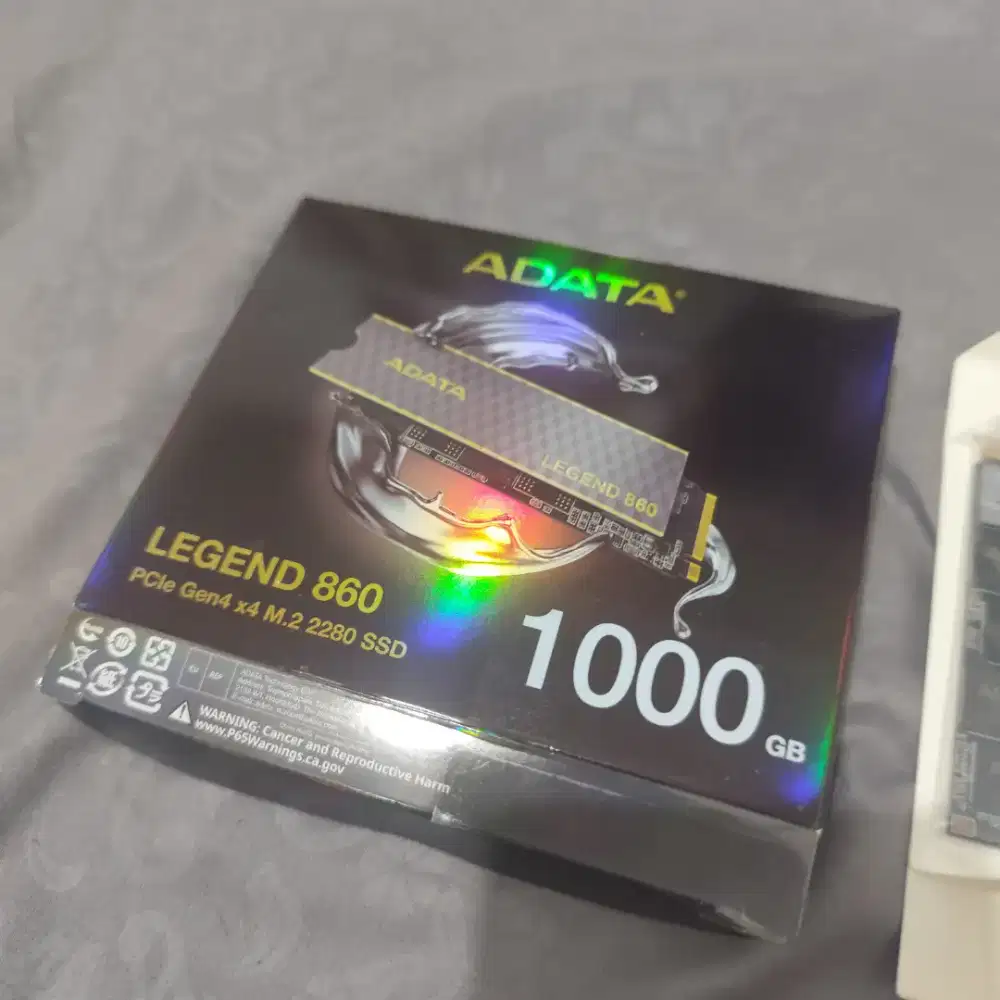 ADATA
ADATA
LEGEND 860
LEGEND 860
PCIe Gen4 x4 M.2 2280 SSD
1000 GB
WARNING: Cancer and Reproductive Harm
www.P65Warnings.ca.gov